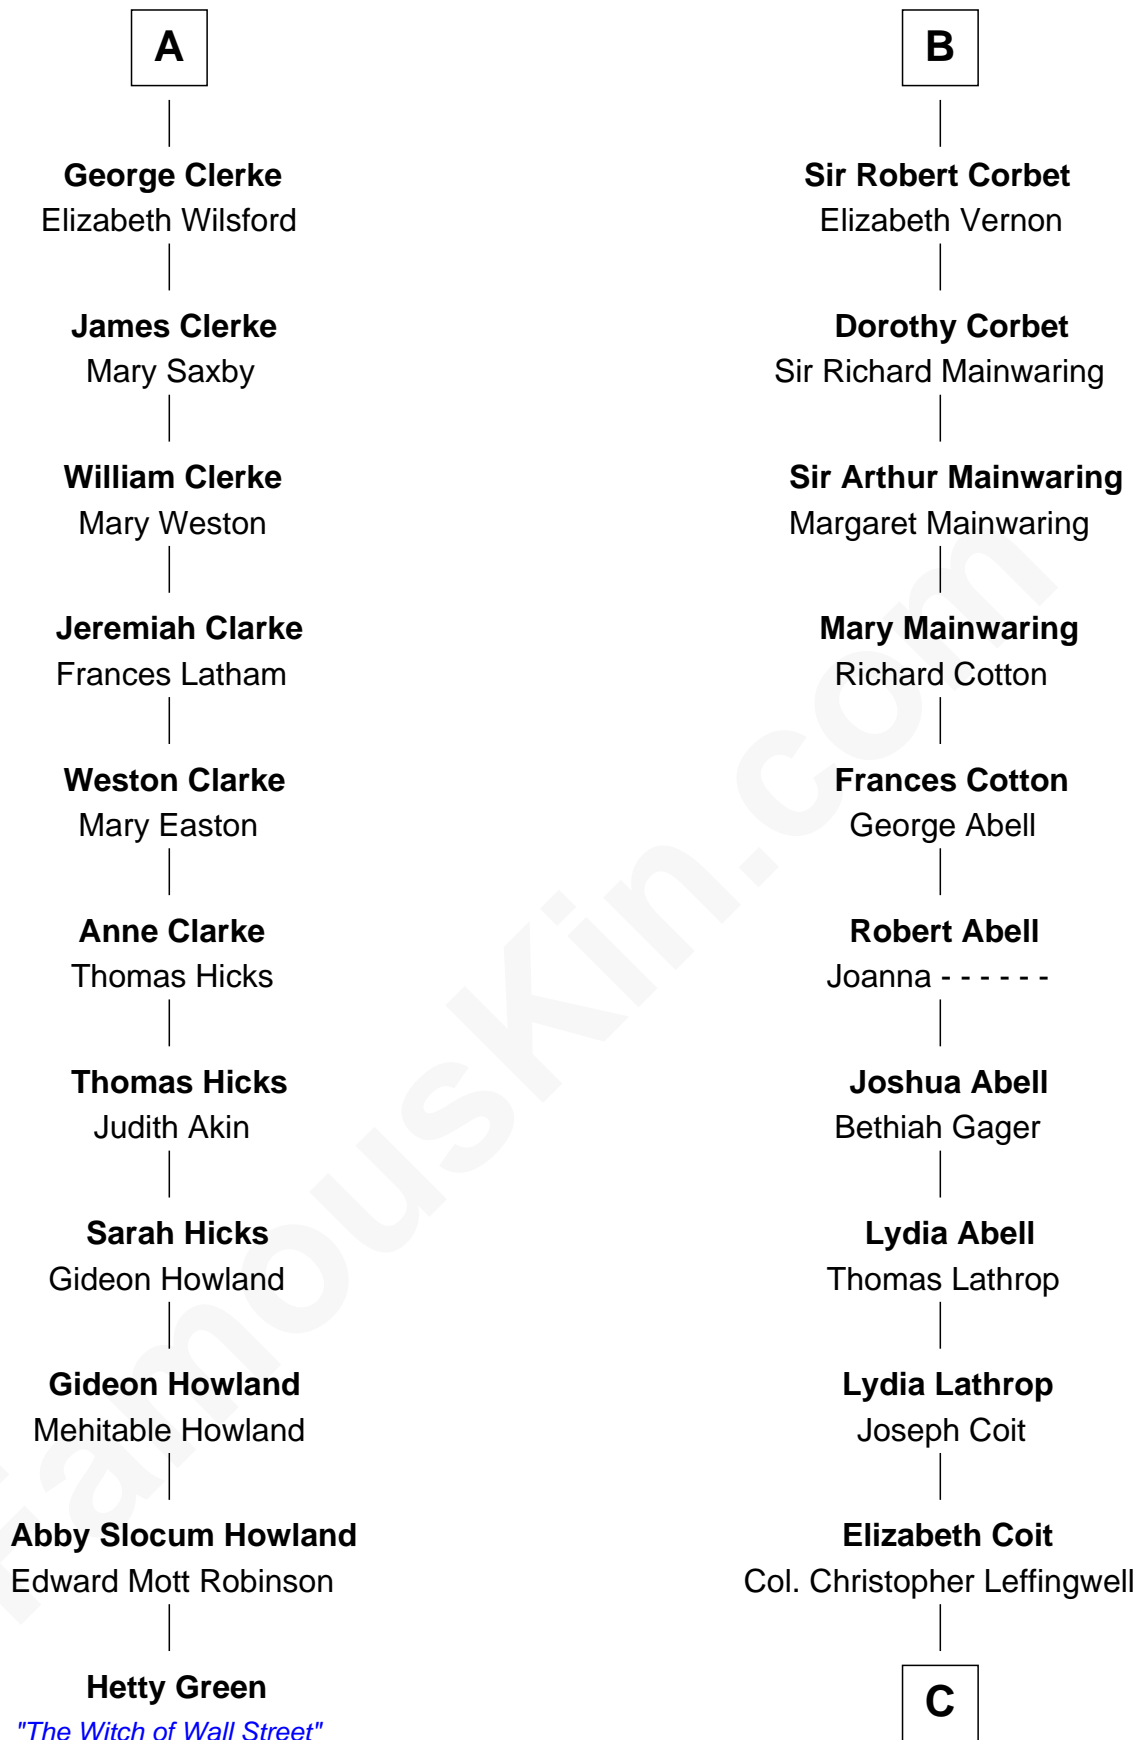 A
George Clerke
Elizabeth Wilsford
James Clerke
Mary Saxby
William Clerke
Mary Weston
Jeremiah Clarke
Frances Latham
Weston Clarke
Mary Easton
Anne Clarke
Thomas Hicks
Thomas Hicks
Judith Akin
Sarah Hicks
Gideon Howland
Gideon Howland
Mehitable Howland
Abby Slocum Howland
Edward Mott Robinson
Hetty Green
"The Witch of Wall Street"
B
Sir Robert Corbet
Elizabeth Vernon
Dorothy Corbet
Sir Richard Mainwaring
Sir Arthur Mainwaring
Margaret Mainwaring
Mary Mainwaring
Richard Cotton
Frances Cotton
George Abell
Robert Abell
Joanna - - - - - -
Joshua Abell
Bethiah Gager
Lydia Abell
Thomas Lathrop
Lydia Lathrop
Joseph Coit
Elizabeth Coit
Col. Christopher Leffingwell
C
FamousKin.com